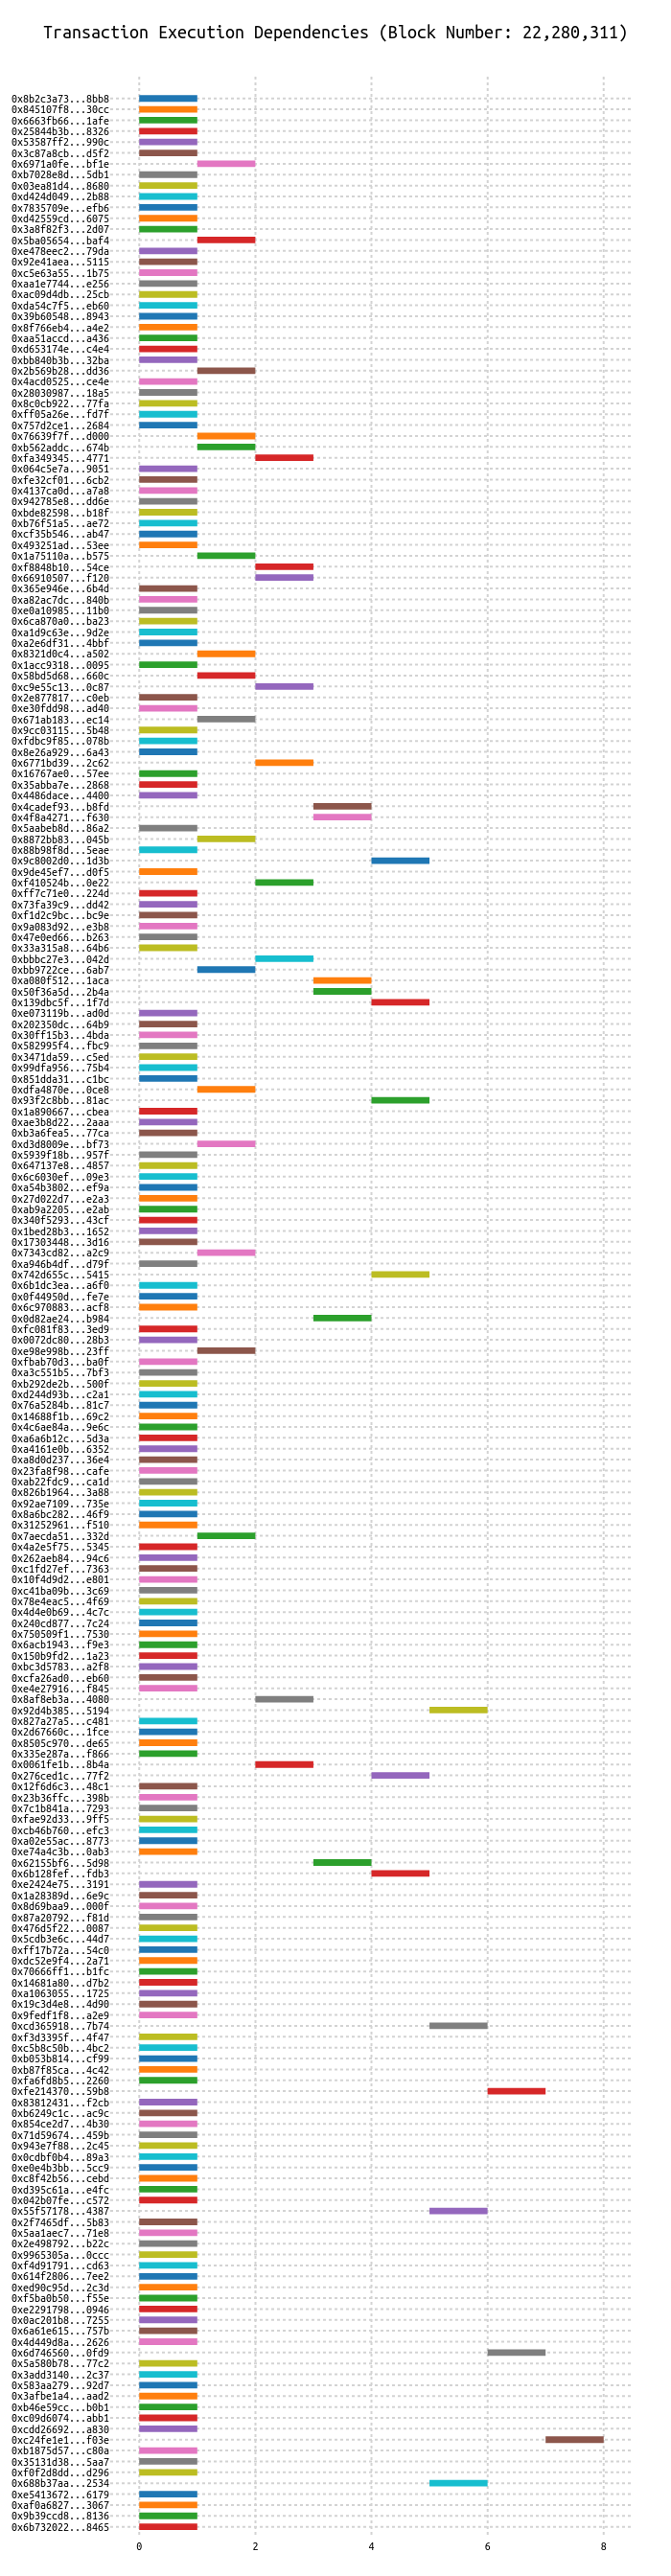 Transaction Execution Dependencies (Block Number: 22,280,311)
0x8b2c3a73...8bb8
0x845107f8...30cc
0x6663fb66...1afe
0x25844b3b...8326
0x53587ff2...990c
0x3c87a8cb...d5f2
0x6971a0fe...bf1e
0xb7028e8d...5db1
0x03ea81d4...8680
0xd424d049...2b88
0x7835709e...efb6
0xd42559cd...6075
0x3a8f82f3...2d07
0x5ba05654...baf4
0xe478eec2...79da
0x92e41aea...5115
0xc5e63a55...1b75
0xaa1e7744...e256
0xac09d4db...25cb
0xda54c7f5...eb60
0x39b60548...8943
0x8f766eb4...a4e2
0xaa51accd...a436
0xd653174e...c4e4
0xbb840b3b...32ba
0x2b569b28...dd36
0x4acd0525...ce4e
0x28030987...18a5
0x8c0cb922...77fa
0xff05a26e...fd7f
0x757d2ce1...2684
0x76639f7f...d000
0xb562addc...674b
0xfa349345...4771
0x064c5e7a...9051
0xfe32cf01...6cb2
0x4137ca0d...a7a8
0x942785e8...dd6e
0xbde82598...b18f
0xb76f51a5...ae72
0xcf35b546...ab47
0x493251ad...53ee
0x1a75110a...b575
0xf8848b10...54ce
0x66910507...f120
0x365e946e...6b4d
0xa82ac7dc...840b
0xe0a10985...11b0
0x6ca870a0...ba23
0xa1d9c63e...9d2e
0xa2e6df31...4bbf
0x8321d0c4...a502
0x1acc9318...0095
0x58bd5d68...660c
0xc9e55c13...0c87
0x2e877817...c0eb
0xe30fdd98...ad40
0x671ab183...ec14
0x9cc03115...5b48
0xfdbc9f85...078b
0x8e26a929...6a43
0x6771bd39...2c62
0x16767ae0...57ee
0x35abba7e...2868
0x4486dace...4400
0x4cadef93...b8fd
0x4f8a4271...f630
0x5aabeb8d...86a2
0x8872bb83...045b
0x88b98f8d...5eae
0x9c8002d0...1d3b
0x9de45ef7...d0f5
0xf410524b...0e22
0xff7c71e0...224d
0x73fa39c9...dd42
0xf1d2c9bc...bc9e
0x9a083d92...e3b8
0x47e0ed66...b263
0x33a315a8...64b6
0xbbbc27e3...042d
0xbb9722ce...6ab7
0xa080f512...1aca
0x50f36a5d...2b4a
0x139dbc5f...1f7d
0xe073119b...ad0d
0x202350dc...64b9
0x30ff15b3...4bda
0x582995f4...fbc9
0x3471da59...c5ed
0x99dfa956...75b4
0x851dda31...c1bc
0xdfa4870e...0ce8
0x93f2c8bb...81ac
0x1a890667...cbea
0xae3b8d22...2aaa
0xb3a6fea5...77ca
0xd3d8009e...bf73
0x5939f18b...957f
0x647137e8...4857
0x6c6030ef...09e3
0xa54b3802...ef9a
0x27d022d7...e2a3
0xab9a2205...e2ab
0x340f5293...43cf
0x1bed28b3...1652
0x17303448...3d16
0x7343cd82...a2c9
0xa946b4df...d79f
0x742d655c...5415
0x6b1dc3ea...a6f0
0x0f44950d...fe7e
0x6c970883...acf8
0x0d82ae24...b984
0xfc081f83...3ed9
0x0072dc80...28b3
0xe98e998b...23ff
0xfbab70d3...ba0f
0xa3c551b5...7bf3
0xb292de2b...500f
0xd244d93b...c2a1
0x76a5284b...81c7
0x14688f1b...69c2
0x4c6ae84a...9e6c
0xa6a6b12c...5d3a
0xa4161e0b...6352
0xa8d0d237...36e4
0x23fa8f98...cafe
0xab22fdc9...ca1d
0x826b1964...3a88
0x92ae7109...735e
0x8a6bc282...46f9
0x31252961...f510
0x7aecda51...332d
0x4a2e5f75...5345
0x262aeb84...94c6
0xc1fd27ef...7363
0x10f4d9d2...e801
0xc41ba09b...3c69
0x78e4eac5...4f69
0x4d4e0b69...4c7c
0x240cd877...7c24
0x750509f1...7530
0x6acb1943...f9e3
0x150b9fd2...1a23
0xbc3d5783...a2f8
0xcfa26ad0...eb60
0xe4e27916...f845
0x8af8eb3a...4080
0x92d4b385...5194
0x827a27a5...c481
0x2d67660c...1fce
0x8505c970...de65
0x335e287a...f866
0x0061fe1b...8b4a
0x276ced1c...77f2
0x12f6d6c3...48c1
0x23b36ffc...398b
0x7c1b841a...7293
0xfae92d33...9ff5
0xcb46b760...efc3
0xa02e55ac...8773
0xe74a4c3b...0ab3
0x62155bf6...5d98
0x6b128fef...fdb3
0xe2424e75...3191
0x1a28389d...6e9c
0x8d69baa9...000f
0x87a20792...f81d
0x476d5f22...0087
0x5cdb3e6c...44d7
0xff17b72a...54c0
0xdc52e9f4...2a71
0x70666ff1...b1fc
0x14681a80...d7b2
0xa1063055...1725
0x19c3d4e8...4d90
0x9fedf1f8...a2e9
0xcd365918...7b74
0xf3d3395f...4f47
0xc5b8c50b...4bc2
0xb053b814...cf99
0xb87f85ca...4c42
0xfa6fd8b5...2260
0xfe214370...59b8
0x83812431...f2cb
0xb6249c1c...ac9c
0x854ce2d7...4b30
0x71d59674...459b
0x943e7f88...2c45
0x0cdbf0b4...89a3
0xe0e4b3bb...5cc9
0xc8f42b56...cebd
0xd395c61a...e4fc
0x042b07fe...c572
0x55f57178...4387
0x2f7465df...5b83
0x5aa1aec7...71e8
0x2e498792...b22c
0x9965305a...0ccc
0xf4d91791...cd63
0x614f2806...7ee2
0xed90c95d...2c3d
0xf5ba0b50...f55e
0xe2291798...0946
0x0ac201b8...7255
0x6a61e615...757b
0x4d449d8a...2626
0x6d746560...0fd9
0x5a580b78...77c2
0x3add3140...2c37
0x583aa279...92d7
0x3afbe1a4...aad2
0xb46e59cc...b0b1
0xc09d6074...abb1
0xcdd26692...a830
0xc24fe1e1...f03e
0xb1875d57...c80a
0x35131d38...5aa7
0xf0f2d8dd...d296
0x688b37aa...2534
0xe5413672...6179
0xaf0a6827...3067
0x9b39ccd8...8136
0x6b732022...8465
0 2 4 6 8